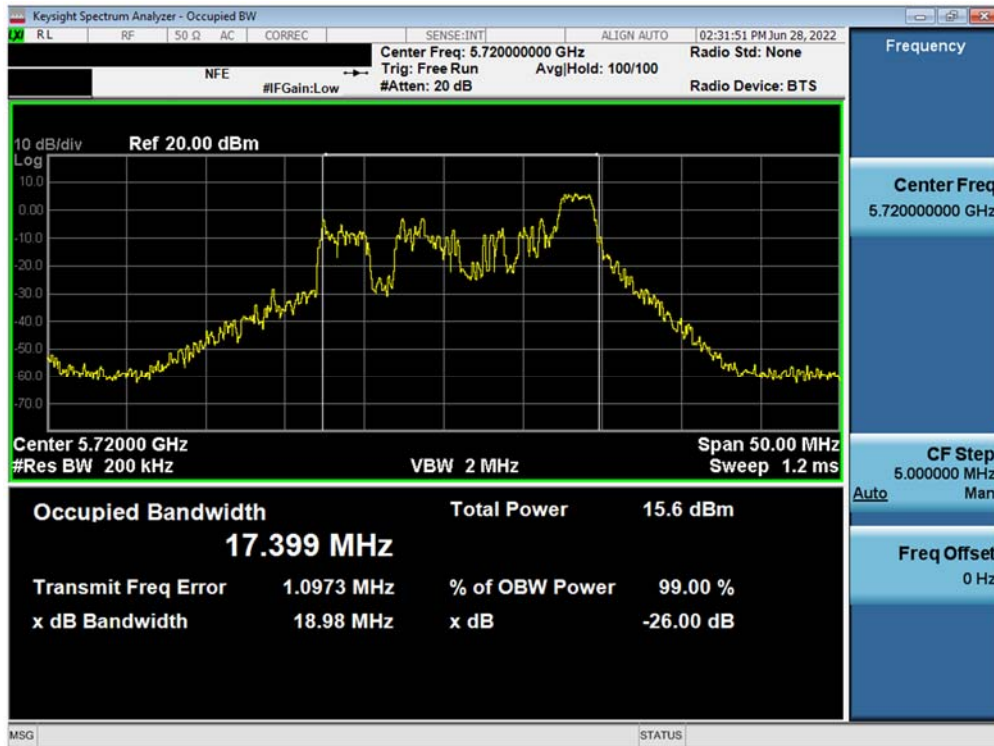 Keysight Spectrum Analyzer - Occupied BW
LXI RL RF 50 Ω AC CORREC SENSE:INT ALIGN AUTO 02:31:51 PM Jun 28, 2022
Center Freq: 5.720000000 GHz Radio Std: None
NFE Trig: Free Run Avg|Hold: 100/100
#IFGain:Low #Atten: 20 dB Radio Device: BTS
10 dB/div Ref 20.00 dBm
Log
10.0
0.00
-10.0
-20.0
-30.0
-40.0
-50.0
-60.0
-70.0
Center 5.72000 GHz Span 50.00 MHz
#Res BW 200 kHz VBW 2 MHz Sweep 1.2 ms
Occupied Bandwidth Total Power 15.6 dBm
17.399 MHz
Transmit Freq Error 1.0973 MHz % of OBW Power 99.00 %
x dB Bandwidth 18.98 MHz x dB -26.00 dB
Frequency
Center Freq
5.720000000 GHz
CF Step
5.000000 MHz
Auto Man
Freq Offset
0 Hz
MSG STATUS